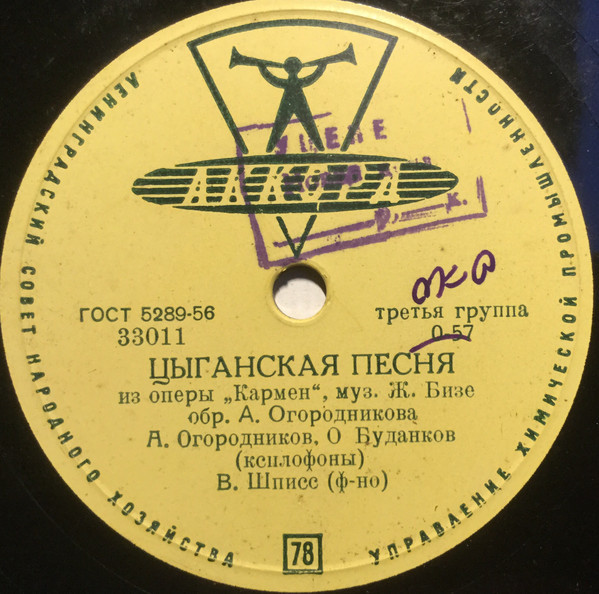 ЛЕНИНГРАДСКИЙ СОВЕТ НАРОДНОГО ХОЗЯЙСТВА
УПРАВЛЕНИЕ ХИМИЧЕСКОЙ ПРОМЫШЛЕННОСТИ
АККОРД
ГОСТ 5289-56
33011
третья группа
0-57
ЦЫГАНСКАЯ ПЕСНЯ
из оперы „Кармен“, муз. Ж. Бизе
обр. А. Огородникова
А. Огородников, О Буданков
(ксилофоны)
В. Шписс (ф-но)
78